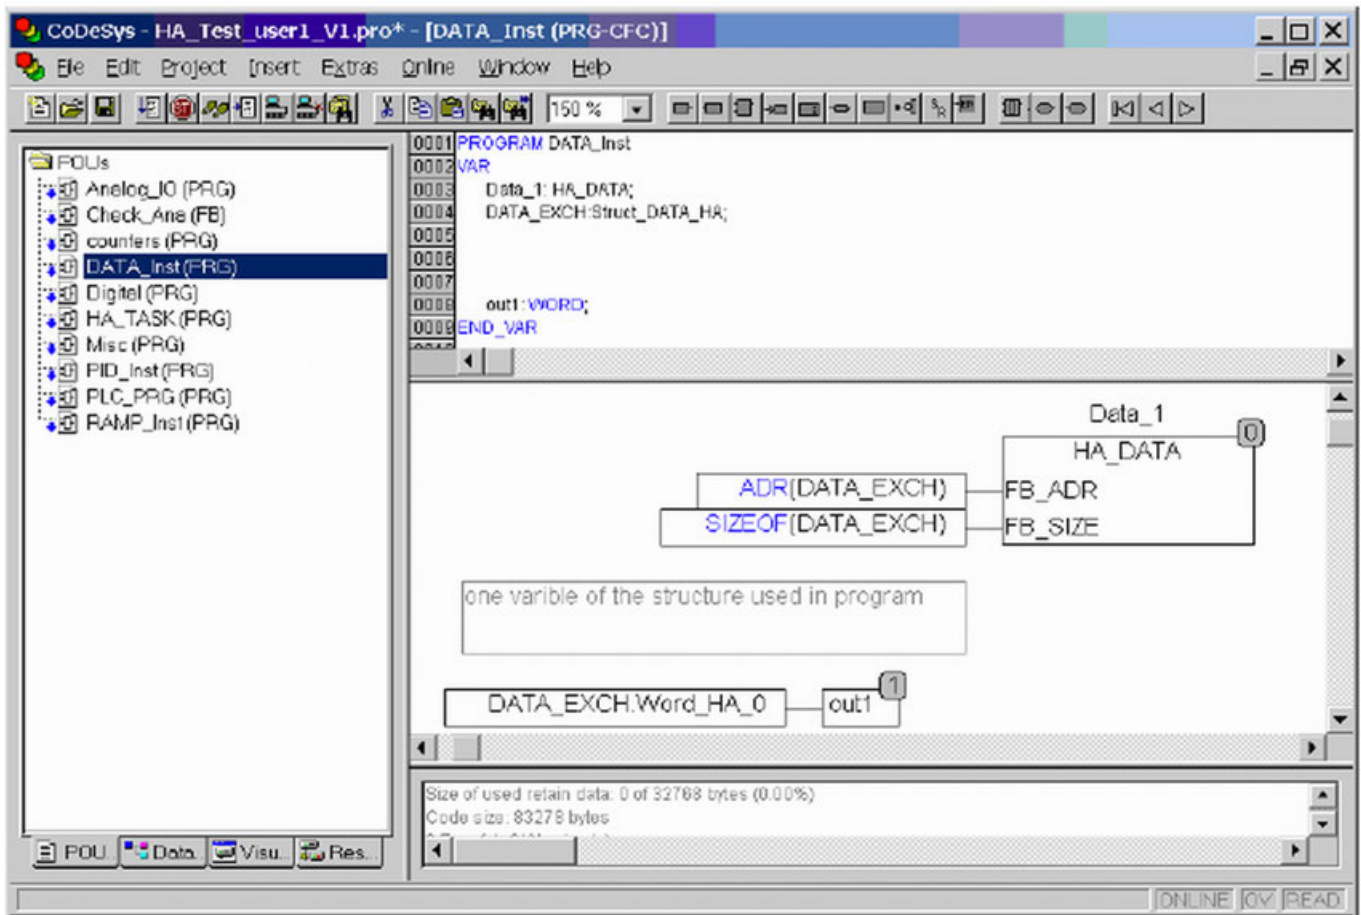 CoDeSys - HA_Test_user1_V1.pro* - [DATA_Inst (PRG-CFC)]
File Edit Project Insert Extras Online Window Help
150 %
POUs
Analog_IO (PRG)
Check_Ana (FB)
counters (PRG)
DATA_Inst (PRG)
Digital (PRG)
HA_TASK (PRG)
Misc (PRG)
PID_Inst (PRG)
PLC_PRG (PRG)
RAMP_Inst (PRG)
POU
Data
Visu...
Res...
0001 PROGRAM DATA_Inst
0002 VAR
0003 Data_1: HA_DATA;
0004 DATA_EXCH:Struct_DATA_HA;
0005
0006
0007
0008 out1: WORD;
0009 END_VAR
Data_1
0
HA_DATA
ADR(DATA_EXCH) FB_ADR
SIZEOF(DATA_EXCH) FB_SIZE
one varible of the structure used in program
1
DATA_EXCH.Word_HA_0 out1
Size of used retain data: 0 of 32768 bytes (0.00%)
Code size: 83278 bytes
ONLINE OV READ